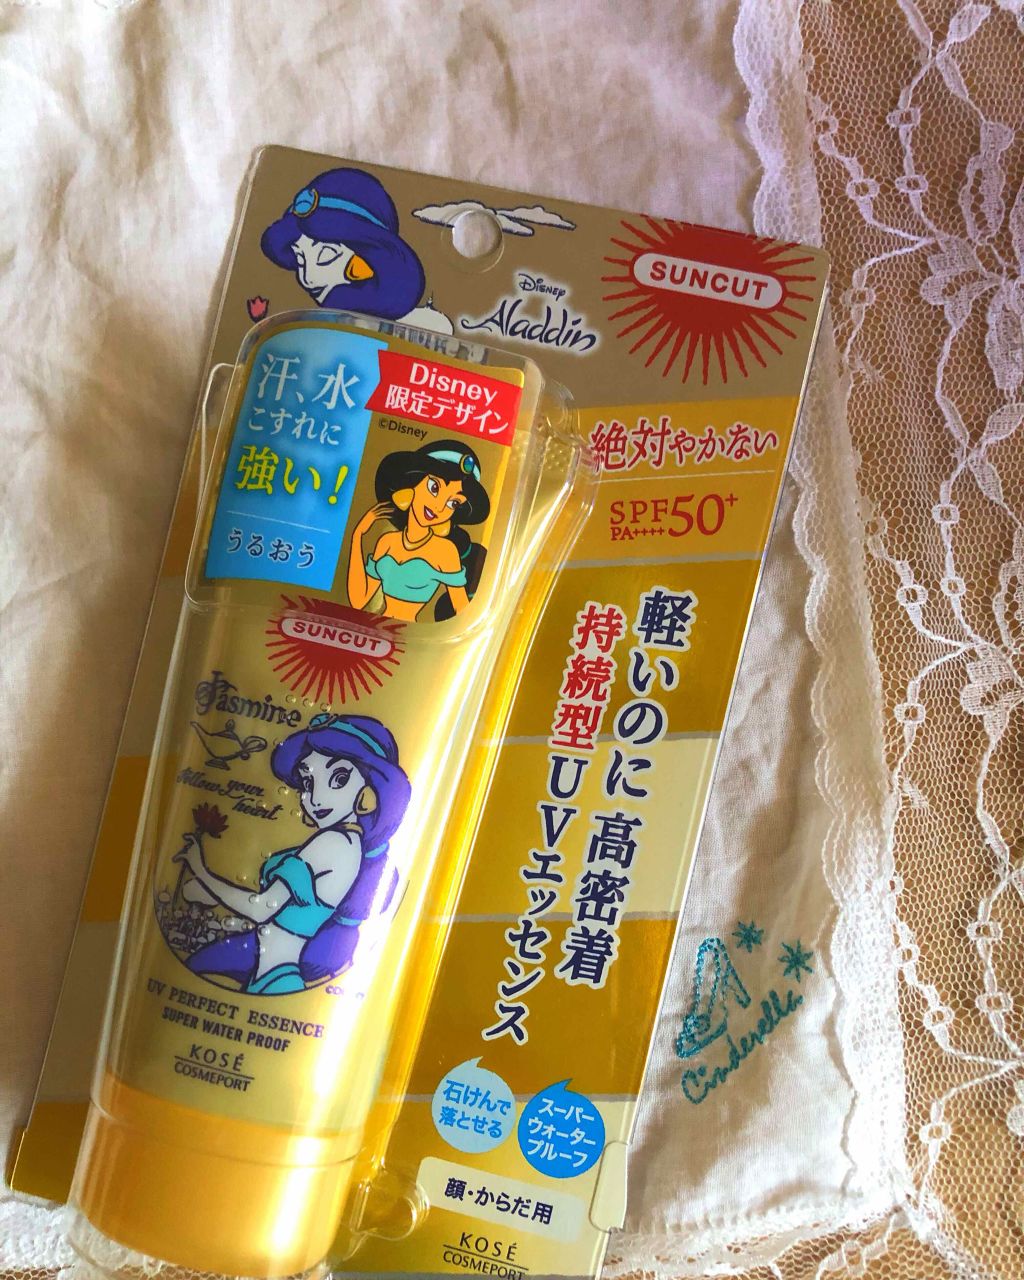 SUNCUT
Disney
Aladdin
汗、水
こすれに
強い!
うるおう
Disney
限定デザイン
©Disney
絶対やかない
SPF50+
PA++++
軽いのに高密着
持続型UVエッセンス
SUNCUT
Jasmine
follow your
heart
UV PERFECT ESSENCE
SUPER WATER PROOF
KOSÉ
COSMEPORT
石けんで
落とせる
スーパー
ウォーター
プルーフ
顔・からだ用
KOSÉ
COSMEPORT
Cinderella